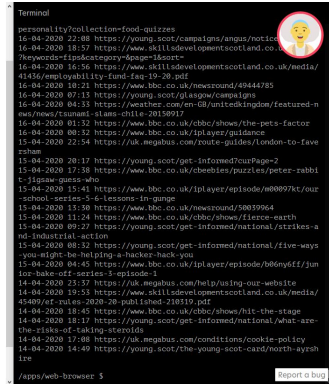 Terminal
personality?collection=food-quizzes
16-04-2020 22:08 https://young.scot/campaigns/angus/notice
16-04-2020 18:57 https://www.skillsdevelopmentscotland.co.u
?keywords=fips&category=&page=1&sort=
16-04-2020 16:56 https://www.skillsdevelopmentscotland.co.uk/media/
41436/employability-fund-faq-19-20.pdf
16-04-2020 10:21 https://www.bbc.co.uk/newsround/49444785
16-04-2020 07:13 https://young.scot/glasgow/campaigns
16-04-2020 04:33 https://weather.com/en-GB/unitedkingdom/featured-n
ews/news/tsunami-slams-chile-20150917
16-04-2020 01:32 https://www.bbc.co.uk/cbbc/shows/the-pets-factor
16-04-2020 00:32 https://www.bbc.co.uk/iplayer/guidance
15-04-2020 22:54 https://uk.megabus.com/route-guides/london-to-fave
rsham
15-04-2020 20:17 https://young.scot/get-informed?curPage=2
15-04-2020 17:38 https://www.bbc.co.uk/cbeebies/puzzles/peter-rabbi
t-jigsaw-guess-who
15-04-2020 15:41 https://www.bbc.co.uk/iplayer/episode/m00097kt/our
-school-series-5-6-lessons-in-gunge
15-04-2020 13:30 https://www.bbc.co.uk/newsround/50039964
15-04-2020 11:24 https://www.bbc.co.uk/cbbc/shows/fierce-earth
15-04-2020 09:27 https://young.scot/get-informed/national/strikes-a
nd-industrial-action
15-04-2020 08:32 https://young.scot/get-informed/national/five-ways
-you-might-be-helping-a-hacker-hack-you
15-04-2020 04:45 https://www.bbc.co.uk/iplayer/episode/b06ny6ff/jun
ior-bake-off-series-3-episode-1
14-04-2020 23:37 https://uk.megabus.com/help/using-our-website
14-04-2020 19:53 https://www.skillsdevelopmentscotland.co.uk/media/
45409/ef-rules-2020-20-published-210319.pdf
14-04-2020 18:45 https://www.bbc.co.uk/cbbc/shows/hit-the-stage
14-04-2020 18:17 https://young.scot/get-informed/national/what-are-
the-risks-of-taking-steroids
14-04-2020 17:08 https://uk.megabus.com/conditions/cookie-policy
14-04-2020 14:49 https://young.scot/the-young-scot-card/north-ayrsh
ire
/apps/web-browser $
Report a bug